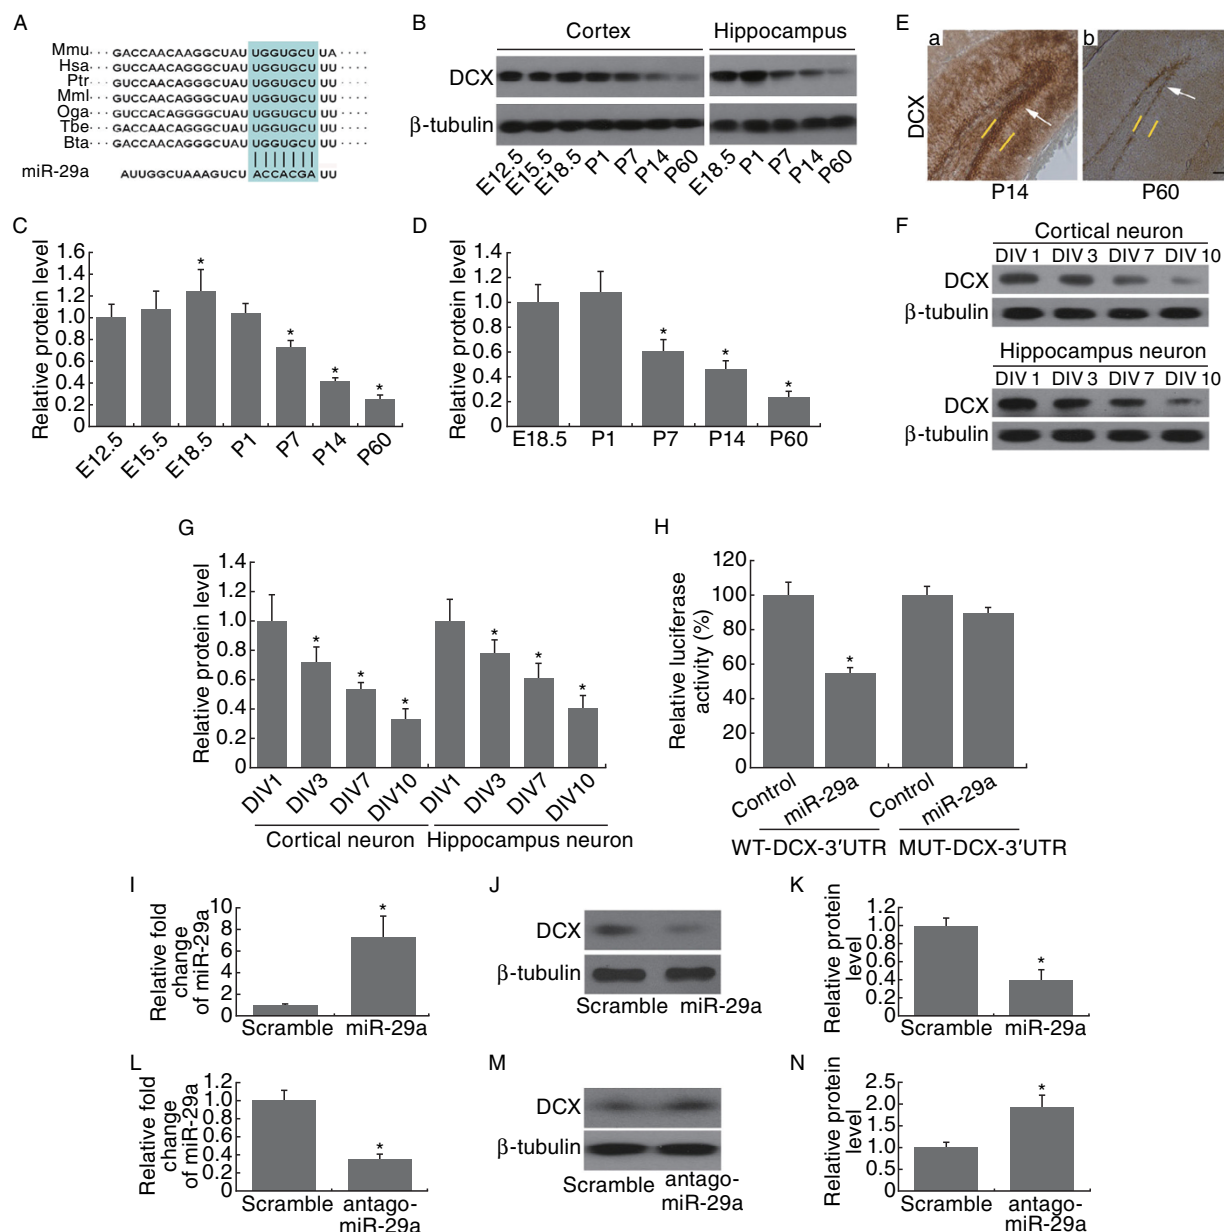 A
Mmu ···· GACCAACAAGGCUAU UGGUGCU UA ····
Hsa ···· GUCCAACAAGGCUAU UGGUGCU UU ····
Ptr ···· GUCCAACAAGGCUAU UGGUGCU UU ····
Mml ···· GUCCAACAAGGCUAU UGGUGCU UU ····
Oga ···· GUCCACAGGGGCUAU UGGUGCU UU ····
Tbe ···· GACCAACAAGGCUAU UGGUGCU UU ····
Bta ···· GACCAACAAGGCUAU UGGUGCU UU ····
miR-29a AUUGGCUAAAGUCU ACCACGA UU
B
Cortex Hippocampus
DCX
β-tubulin
E12.5 E15.5 E18.5 P1 P7 P14 P60 E18.5 P1 P7 P14 P60
E
a b
DCX
P14 P60
C
Relative protein level
1.6
1.4
1.2
1.0
0.8
0.6
0.4
0.2
0
* * * *
E12.5 E15.5 E18.5 P1 P7 P14 P60
D
Relative protein level
1.4
1.2
1.0
0.8
0.6
0.4
0.2
0
* * *
E18.5 P1 P7 P14 P60
F
Cortical neuron
DIV 1 DIV 3 DIV 7 DIV 10
DCX
β-tubulin
Hippocampus neuron
DIV 1 DIV 3 DIV 7 DIV 10
DCX
β-tubulin
G
Relative protein level
1.4
1.2
1.0
0.8
0.6
0.4
0.2
0
* * * * * *
DIV1 DIV3 DIV7 DIV10 DIV1 DIV3 DIV7 DIV10
Cortical neuron Hippocampus neuron
H
Relative luciferase
activity (%)
120
100
80
60
40
20
0
*
Control miR-29a Control miR-29a
WT-DCX-3′UTR MUT-DCX-3′UTR
I
Relative fold
change
of miR-29a
10
8
6
4
2
0
*
Scramble miR-29a
J
DCX
β-tubulin
Scramble miR-29a
K
Relative protein
level
1.2
1.0
0.8
0.6
0.4
0.2
0
*
Scramble miR-29a
L
Relative fold
change
of miR-29a
1.2
1.0
0.8
0.6
0.4
0.2
0
*
Scramble antago-
miR-29a
M
DCX
β-tubulin
Scramble antago-
miR-29a
N
Relative protein
level
2.5
2.0
1.5
1.0
0.5
0
*
Scramble antago-
miR-29a